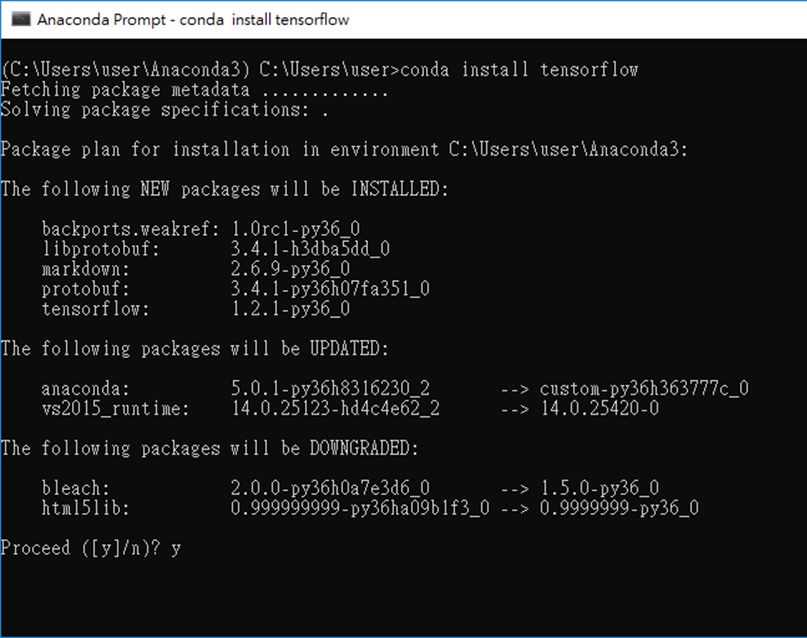 Anaconda Prompt - conda  install tensorflow
(C:\Users\user\Anaconda3) C:\Users\user>conda install tensorflow
Fetching package metadata .............
Solving package specifications: .
Package plan for installation in environment C:\Users\user\Anaconda3:
The following NEW packages will be INSTALLED:
backports.weakref: 1.0rc1-py36_0
libprotobuf: 3.4.1-h3dba5dd_0
markdown: 2.6.9-py36_0
protobuf: 3.4.1-py36h07fa351_0
tensorflow: 1.2.1-py36_0
The following packages will be UPDATED:
anaconda: 5.0.1-py36h8316230_2 --> custom-py36h363777c_0
vs2015_runtime: 14.0.25123-hd4c4e62_2 --> 14.0.25420-0
The following packages will be DOWNGRADED:
bleach: 2.0.0-py36h0a7e3d6_0 --> 1.5.0-py36_0
html5lib: 0.999999999-py36ha09b1f3_0 --> 0.9999999-py36_0
Proceed ([y]/n)? y